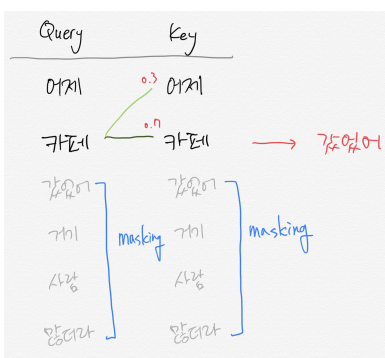 Query Key
어제 0.3 어제
카페 0.7 카페 → 갔었어
갔었어 갔었어
거기 masking 거기 masking
사람 사람
많더라 많더라